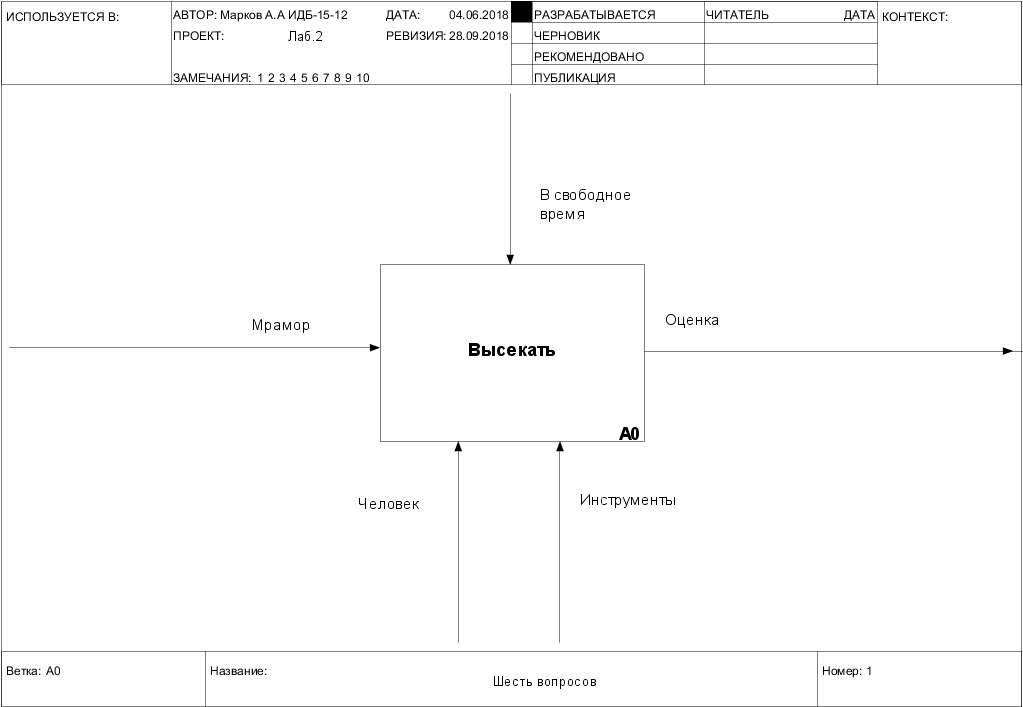 ИСПОЛЬЗУЕТСЯ В:
АВТОР: Марков А.А ИДБ-15-12
ДАТА: 04.06.2018
РАЗРАБАТЫВАЕТСЯ
ЧИТАТЕЛЬ
ДАТА
КОНТЕКСТ:
ПРОЕКТ: Лаб.2
РЕВИЗИЯ: 28.09.2018
ЧЕРНОВИК
РЕКОМЕНДОВАНО
ЗАМЕЧАНИЯ: 1 2 3 4 5 6 7 8 9 10
ПУБЛИКАЦИЯ
В свободное
время
Мрамор
Оценка
Высекать
A0
Человек
Инструменты
Ветка: A0
Название:
Шесть вопросов
Номер: 1